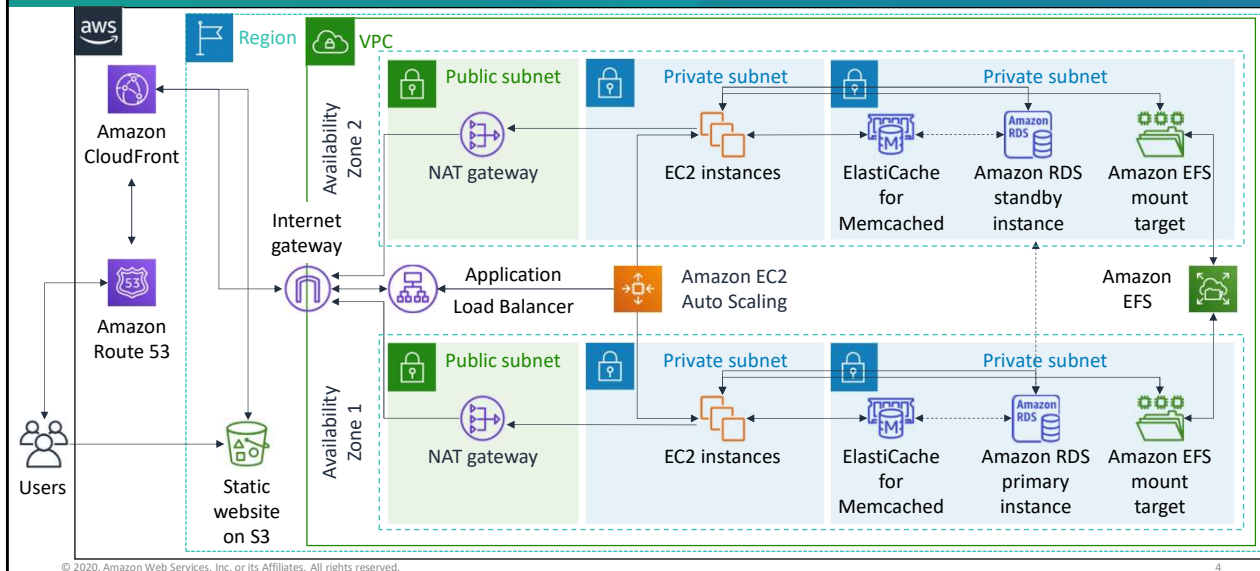 aws
Region
VPC
Amazon
CloudFront
Amazon
Route 53
53
Users
Static
website
on S3
Internet
gateway
Application
Load Balancer
Amazon EC2
Auto Scaling
Amazon
EFS
Availability
Zone 2
Public subnet
NAT gateway
Private subnet
EC2 instances
Private subnet
M
ElastiCache
for
Memcached
Amazon
RDS
Amazon RDS
standby
instance
Amazon EFS
mount
target
Availability
Zone 1
Public subnet
NAT gateway
Private subnet
EC2 instances
Private subnet
M
ElastiCache
for
Memcached
Amazon
RDS
Amazon RDS
primary
instance
Amazon EFS
mount
target
© 2020, Amazon Web Services, Inc. or its Affiliates. All rights reserved.
4